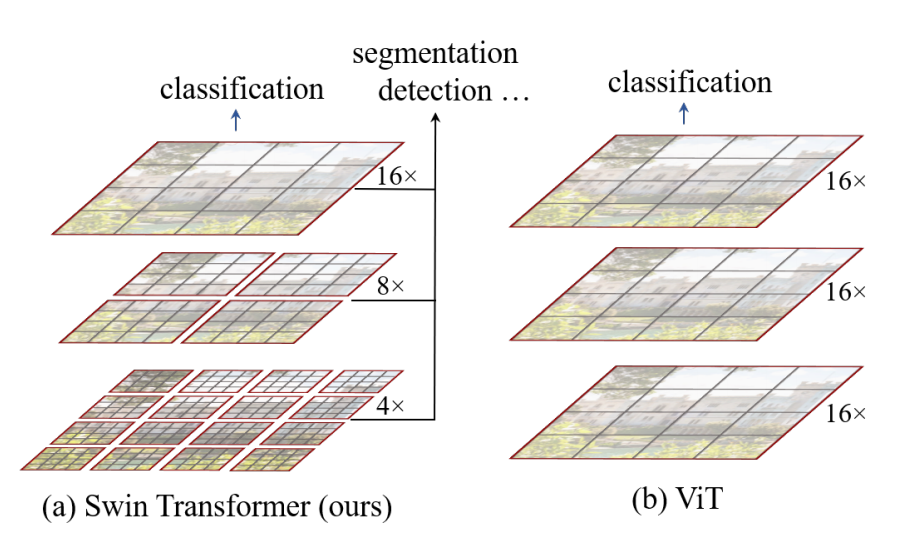 segmentation
detection …
classification
16×
8×
4×
(a) Swin Transformer (ours)
classification
16×
16×
16×
(b) ViT